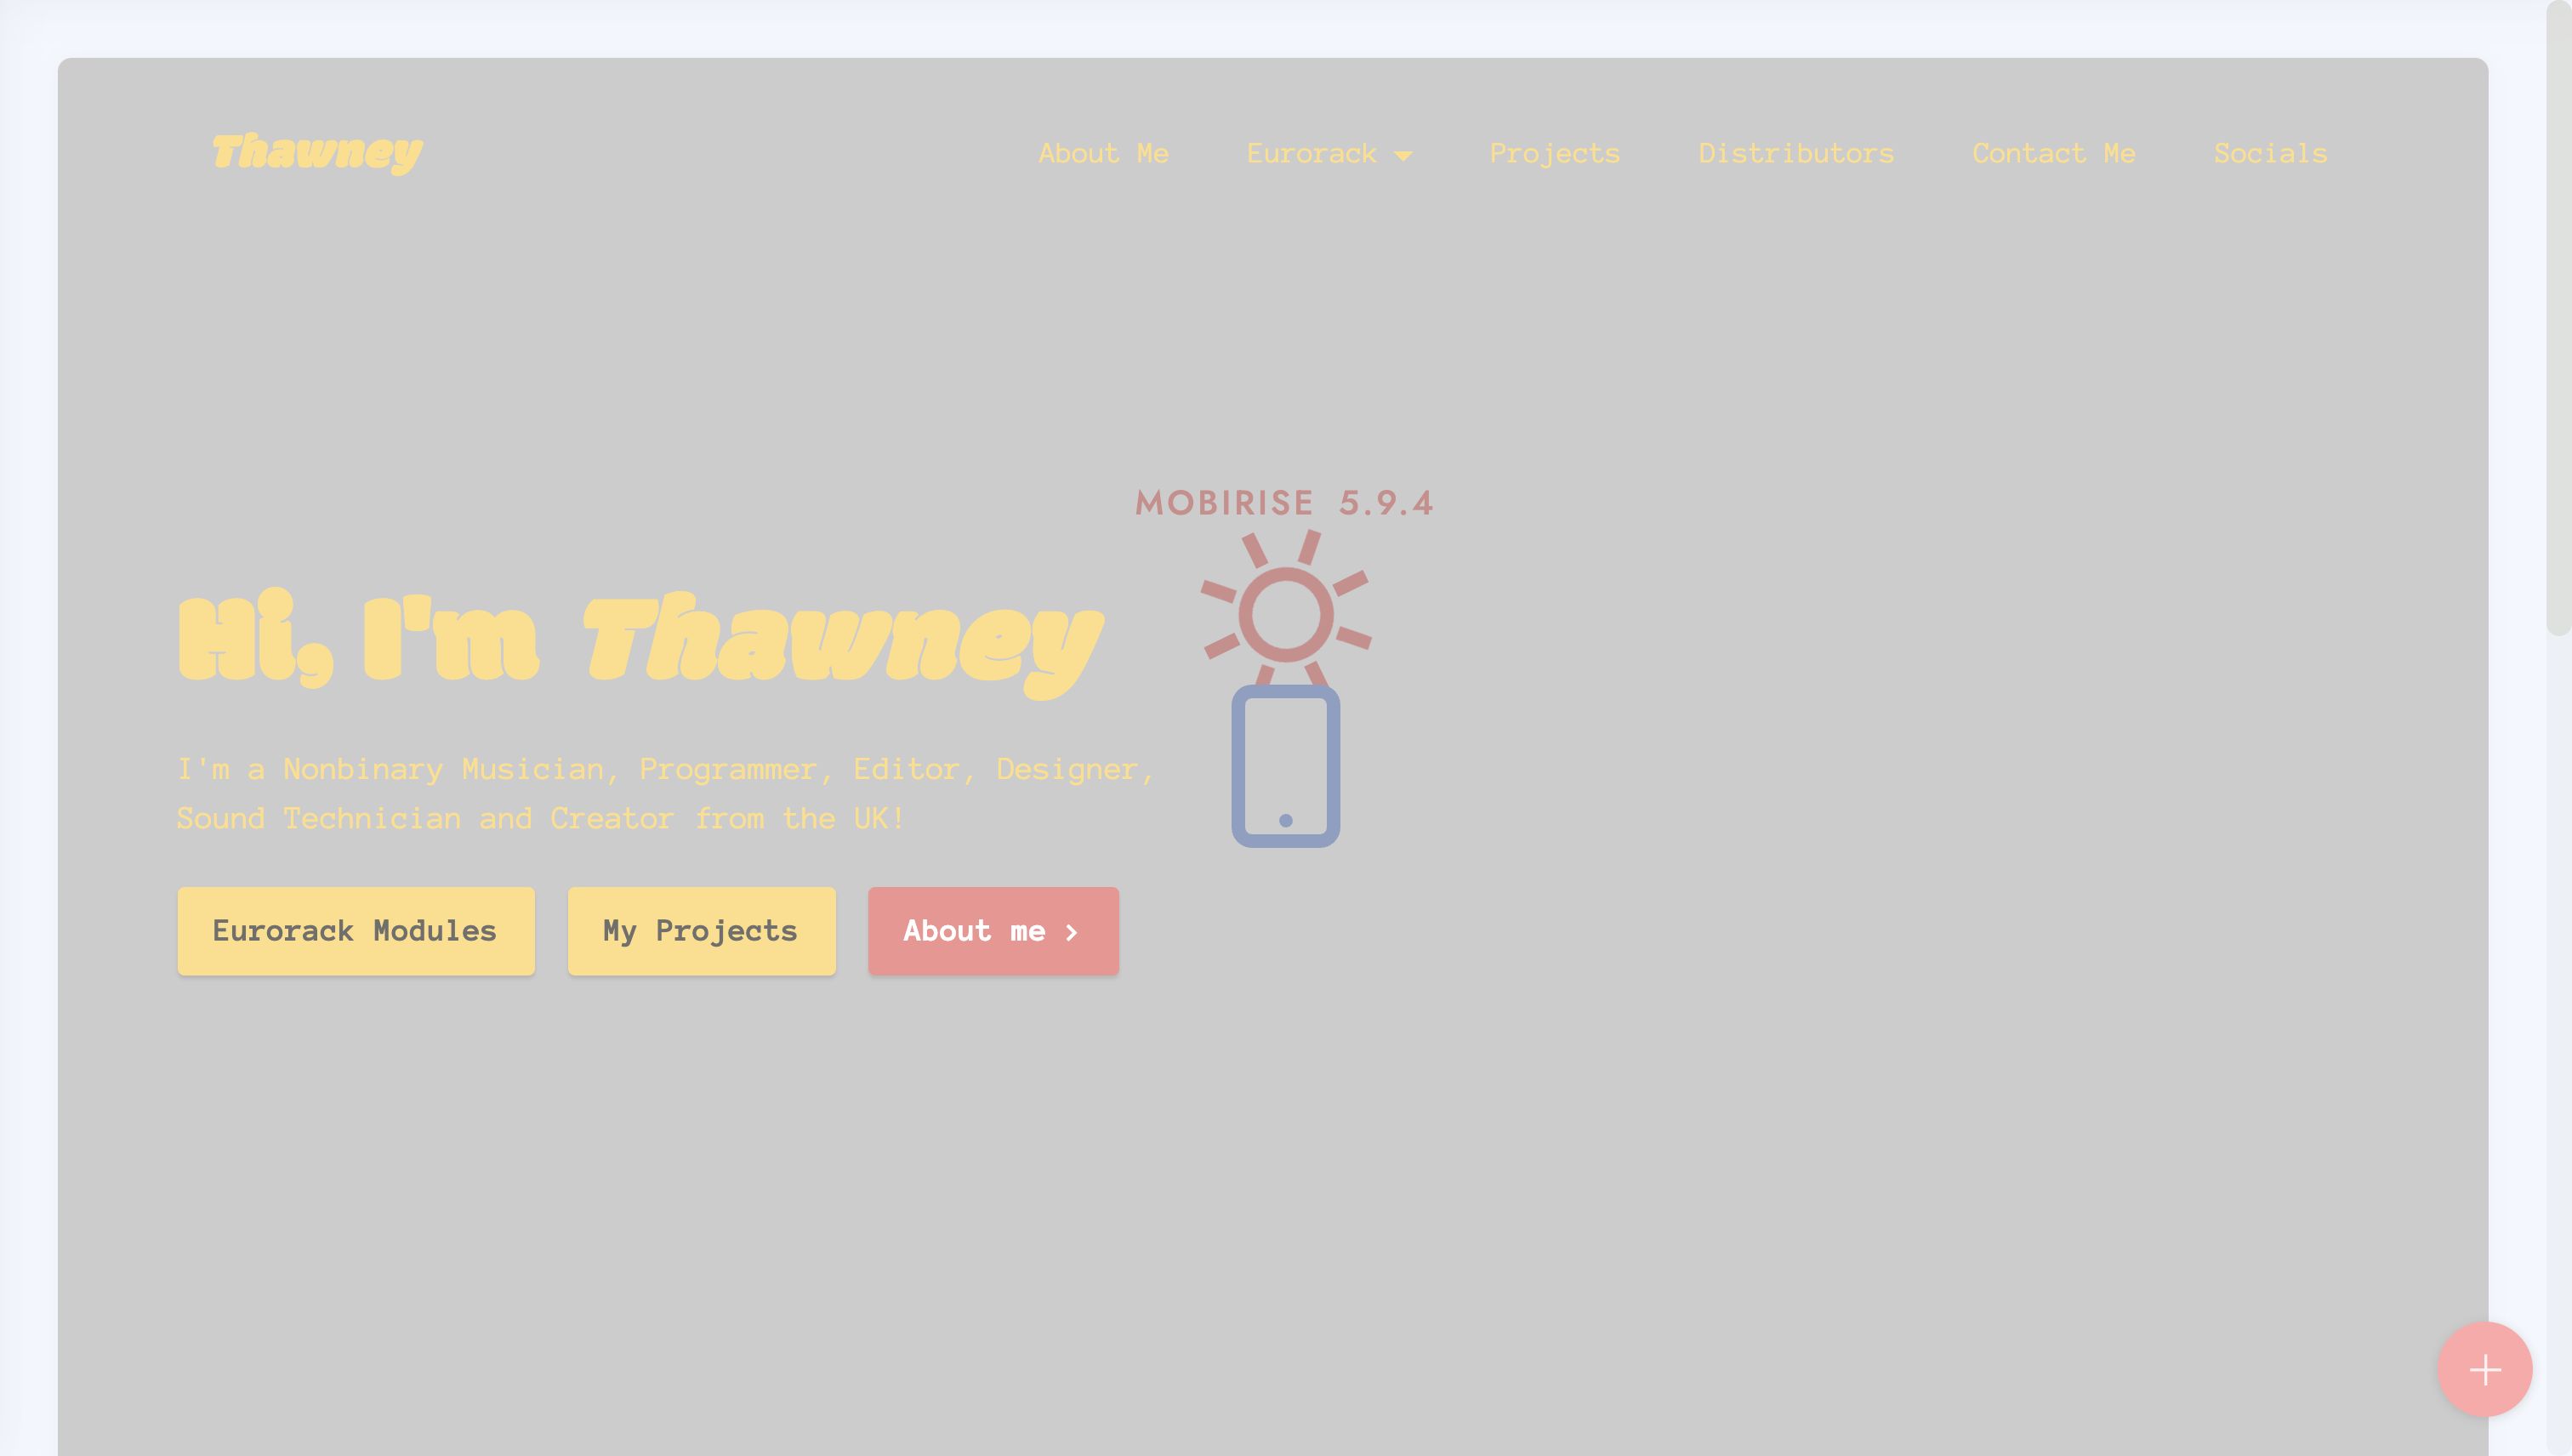 Thawney
About Me
Eurorack
Projects
Distributors
Contact Me
Socials
MOBIRISE 5.9.4
Hi, I'm Thawney
I'm a Nonbinary Musician, Programmer, Editor, Designer,
Sound Technician and Creator from the UK!
Eurorack Modules
My Projects
About me ›